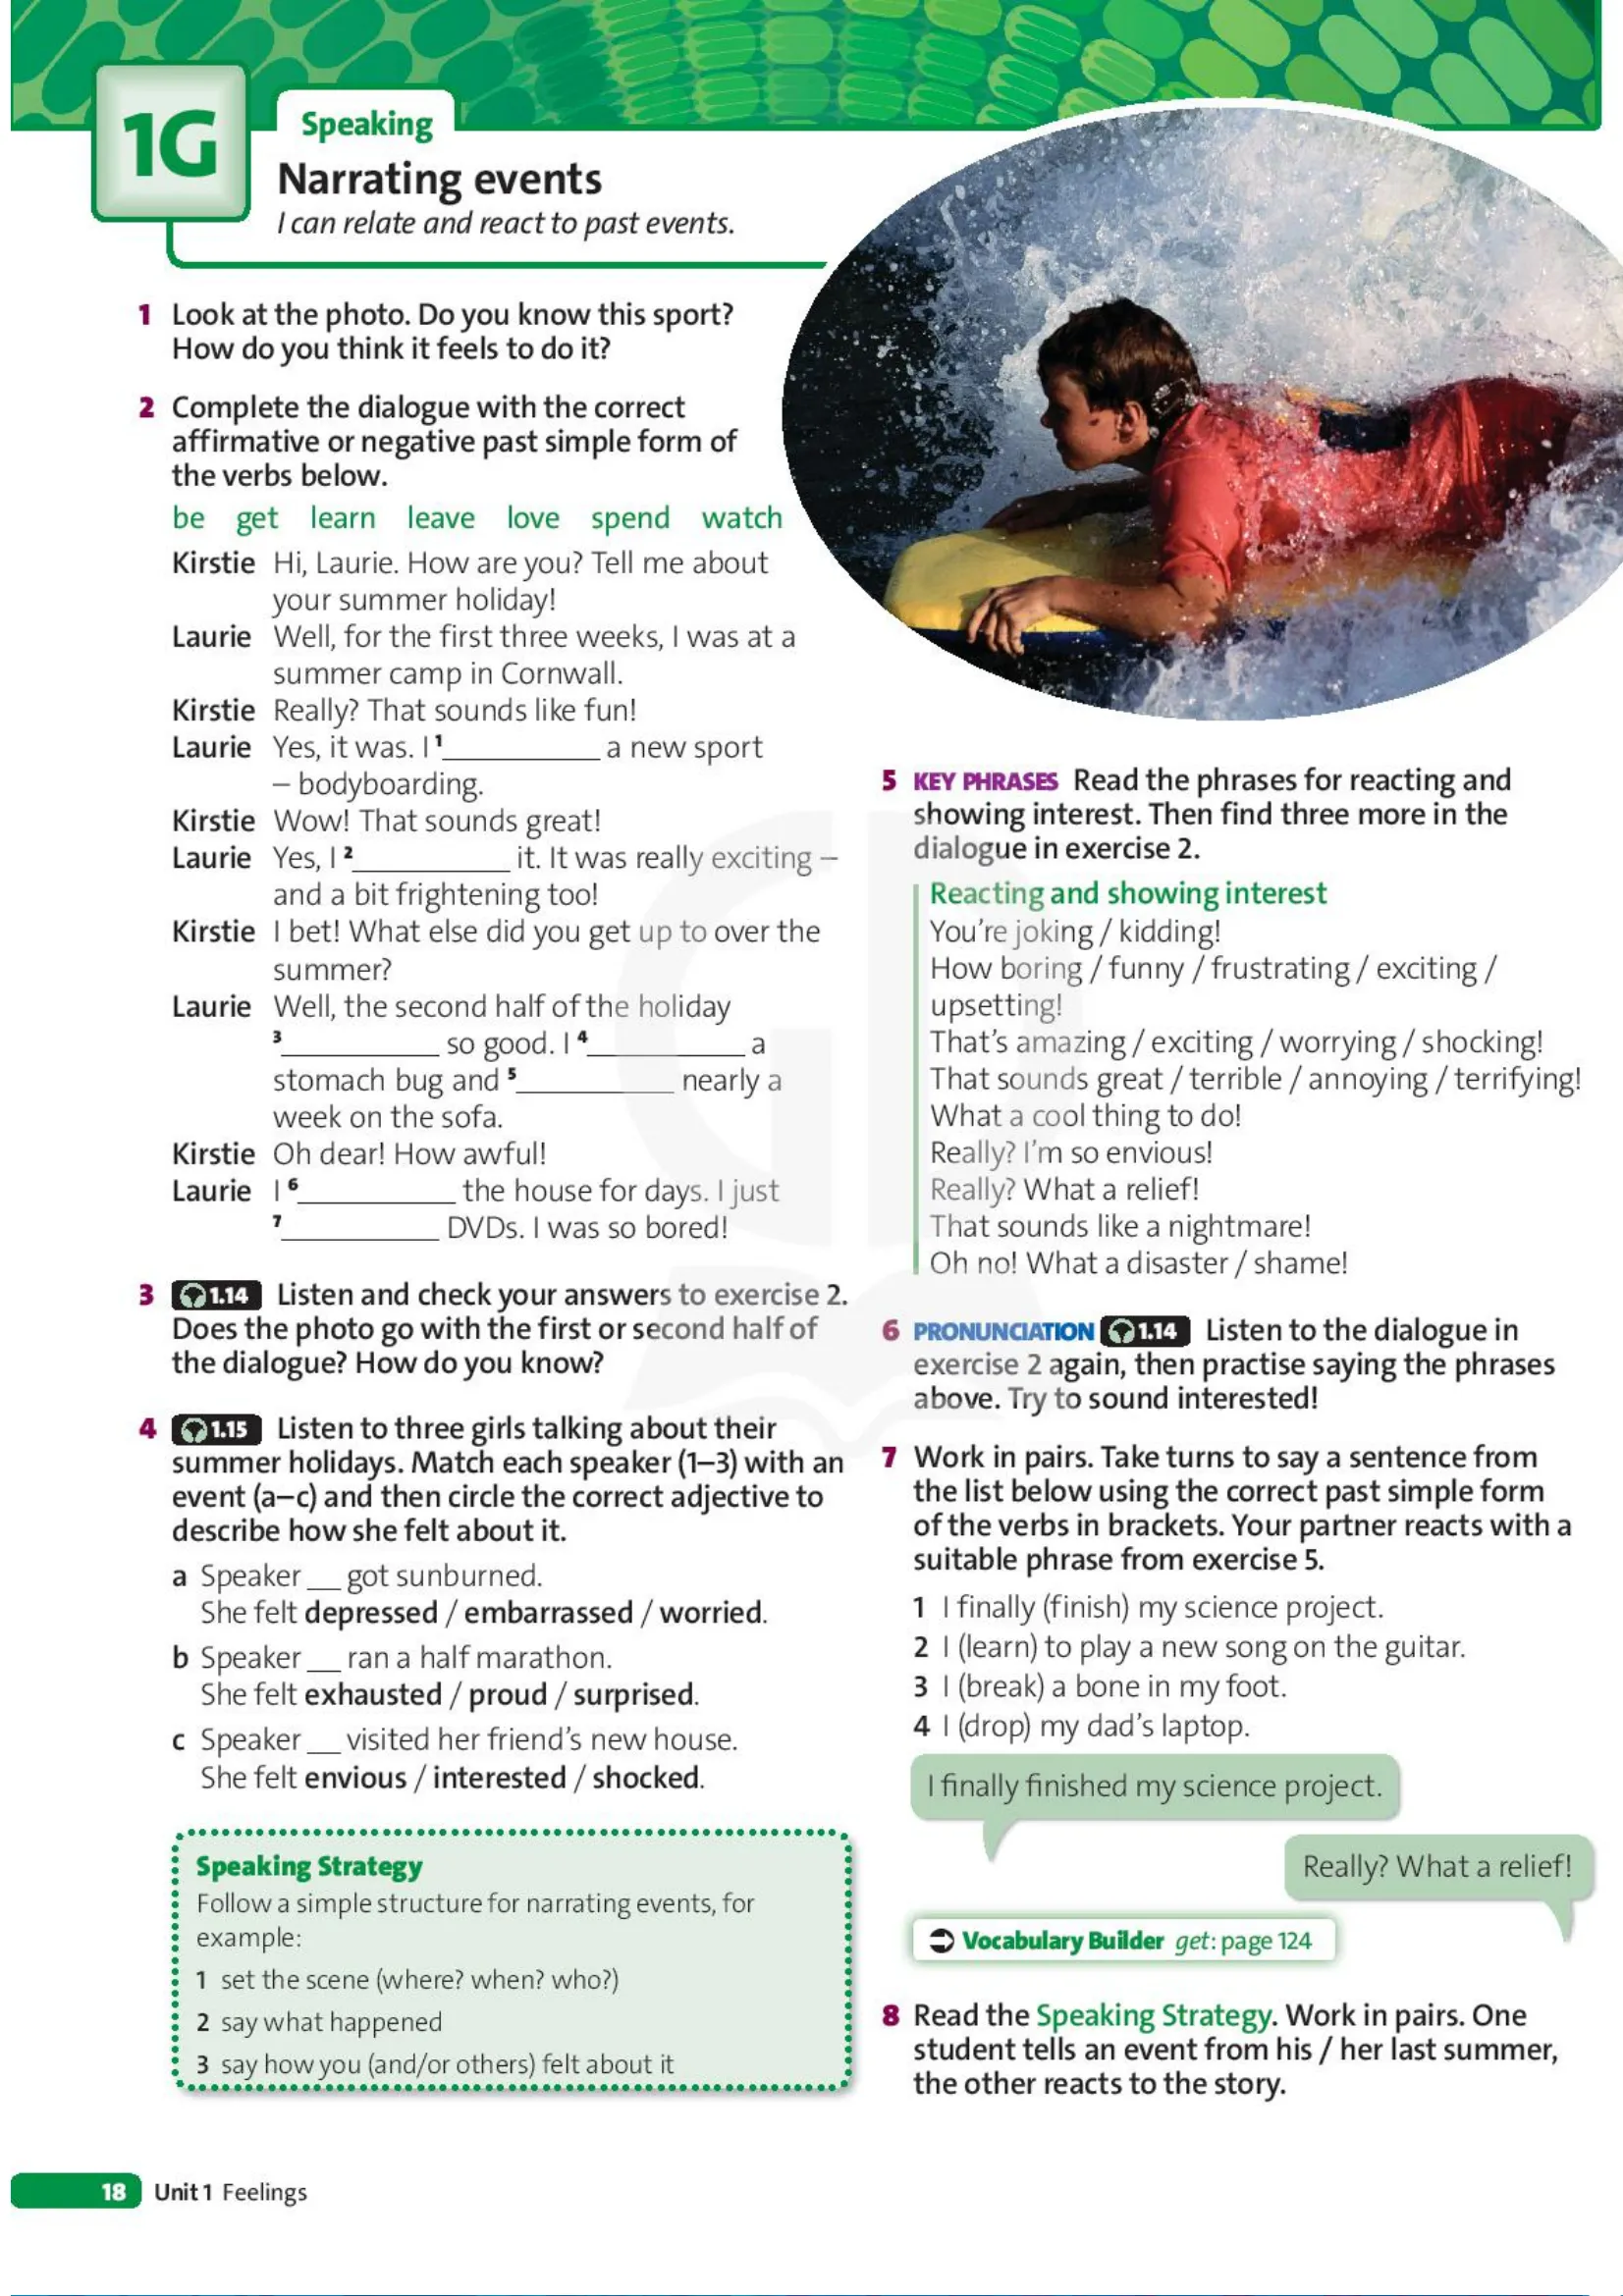 1G
Speaking
Narrating events
I can relate and react to past events.
1 Look at the photo. Do you know this sport?
How do you think it feels to do it?
2 Complete the dialogue with the correct
affirmative or negative past simple form of
the verbs below.
be get learn leave love spend watch
Kirstie Hi, Laurie. How are you? Tell me about
your summer holiday!
Laurie Well, for the first three weeks, I was at a
summer camp in Cornwall.
Kirstie Really? That sounds like fun!
Laurie Yes, it was. I 1__________ a new sport
– bodyboarding.
Kirstie Wow! That sounds great!
Laurie Yes, I 2__________ it. It was really exciting –
and a bit frightening too!
Kirstie I bet! What else did you get up to over the
summer?
Laurie Well, the second half of the holiday
3__________ so good. I 4__________ a
stomach bug and 5__________ nearly a
week on the sofa.
Kirstie Oh dear! How awful!
Laurie I 6__________ the house for days. I just
7__________ DVDs. I was so bored!
3 1.14 Listen and check your answers to exercise 2.
Does the photo go with the first or second half of
the dialogue? How do you know?
4 1.15 Listen to three girls talking about their
summer holidays. Match each speaker (1–3) with an
event (a–c) and then circle the correct adjective to
describe how she felt about it.
a Speaker __ got sunburned.
She felt depressed / embarrassed / worried.
b Speaker __ ran a half marathon.
She felt exhausted / proud / surprised.
c Speaker __ visited her friend's new house.
She felt envious / interested / shocked.
Speaking Strategy
Follow a simple structure for narrating events, for
example:
1 set the scene (where? when? who?)
2 say what happened
3 say how you (and/or others) felt about it
5 KEY PHRASES Read the phrases for reacting and
showing interest. Then find three more in the
dialogue in exercise 2.
Reacting and showing interest
You're joking / kidding!
How boring / funny / frustrating / exciting /
upsetting!
That's amazing / exciting / worrying / shocking!
That sounds great / terrible / annoying / terrifying!
What a cool thing to do!
Really? I'm so envious!
Really? What a relief!
That sounds like a nightmare!
Oh no! What a disaster / shame!
6 PRONUNCIATION 1.14 Listen to the dialogue in
exercise 2 again, then practise saying the phrases
above. Try to sound interested!
7 Work in pairs. Take turns to say a sentence from
the list below using the correct past simple form
of the verbs in brackets. Your partner reacts with a
suitable phrase from exercise 5.
1 I finally (finish) my science project.
2 I (learn) to play a new song on the guitar.
3 I (break) a bone in my foot.
4 I (drop) my dad's laptop.
I finally finished my science project.
Really? What a relief!
Vocabulary Builder get: page 124
8 Read the Speaking Strategy. Work in pairs. One
student tells an event from his / her last summer,
the other reacts to the story.
18 Unit 1 Feelings